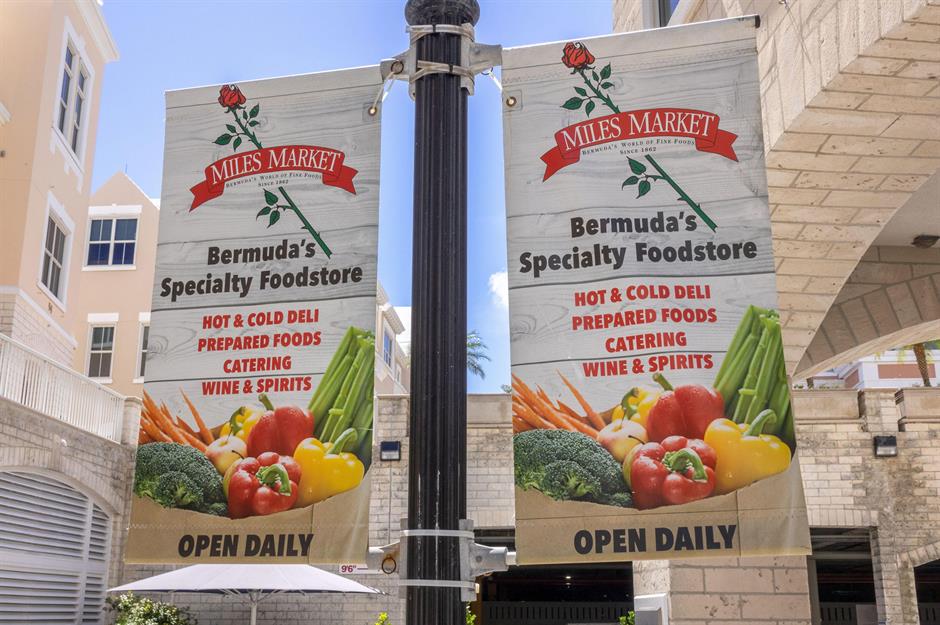 MILES MARKET
BERMUDA'S WORLD OF FINE FOODS
SINCE 1862
Bermuda's
Specialty Foodstore
HOT & COLD DELI
PREPARED FOODS
CATERING
WINE & SPIRITS
OPEN DAILY
MILES MARKET
BERMUDA'S WORLD OF FINE FOODS
SINCE 1862
Bermuda's
Specialty Foodstore
HOT & COLD DELI
PREPARED FOODS
CATERING
WINE & SPIRITS
OPEN DAILY
9'6"